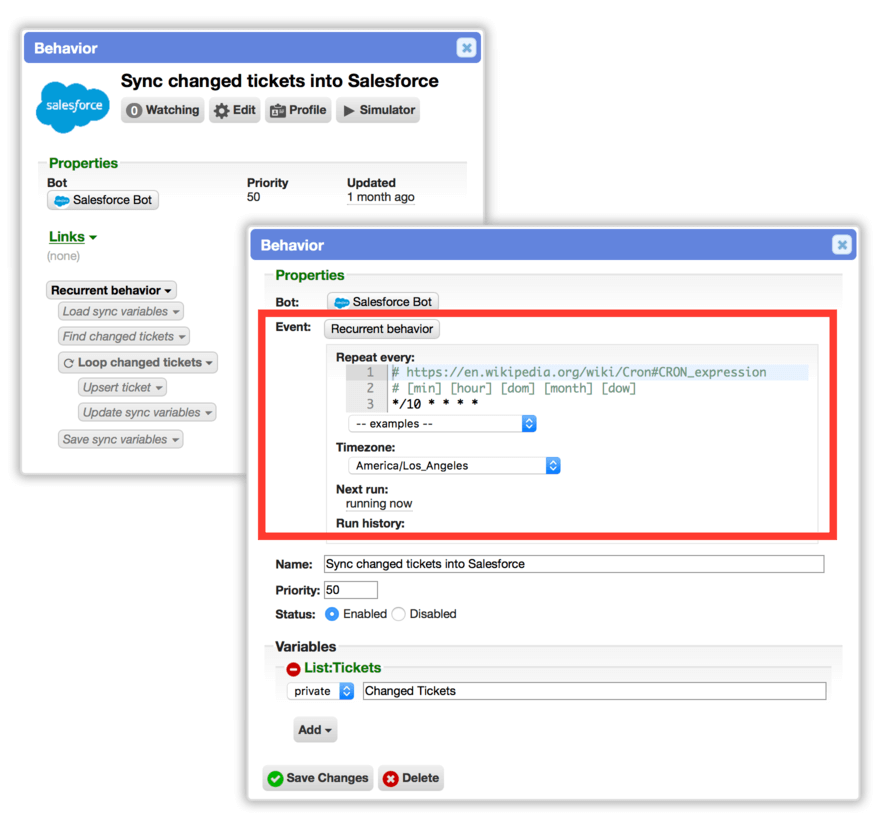 Behavior
Sync changed tickets into Salesforce
salesforce
0 Watching Edit Profile Simulator
Properties
Bot Priority Updated
Salesforce Bot 50 1 month ago
Links
(none)
Recurrent behavior
Load sync variables
Find changed tickets
Loop changed tickets
Upsert ticket
Update sync variables
Save sync variables
Behavior
Properties
Bot: Salesforce Bot
Event: Recurrent behavior
Repeat every:
1 # https://en.wikipedia.org/wiki/Cron#CRON_expression
2 # [min] [hour] [dom] [month] [dow]
3 */10 * * * *
-- examples --
Timezone:
America/Los_Angeles
Next run:
running now
Run history:
Name: Sync changed tickets into Salesforce
Priority: 50
Status: Enabled Disabled
Variables
List:Tickets
private Changed Tickets
Add
Save Changes Delete